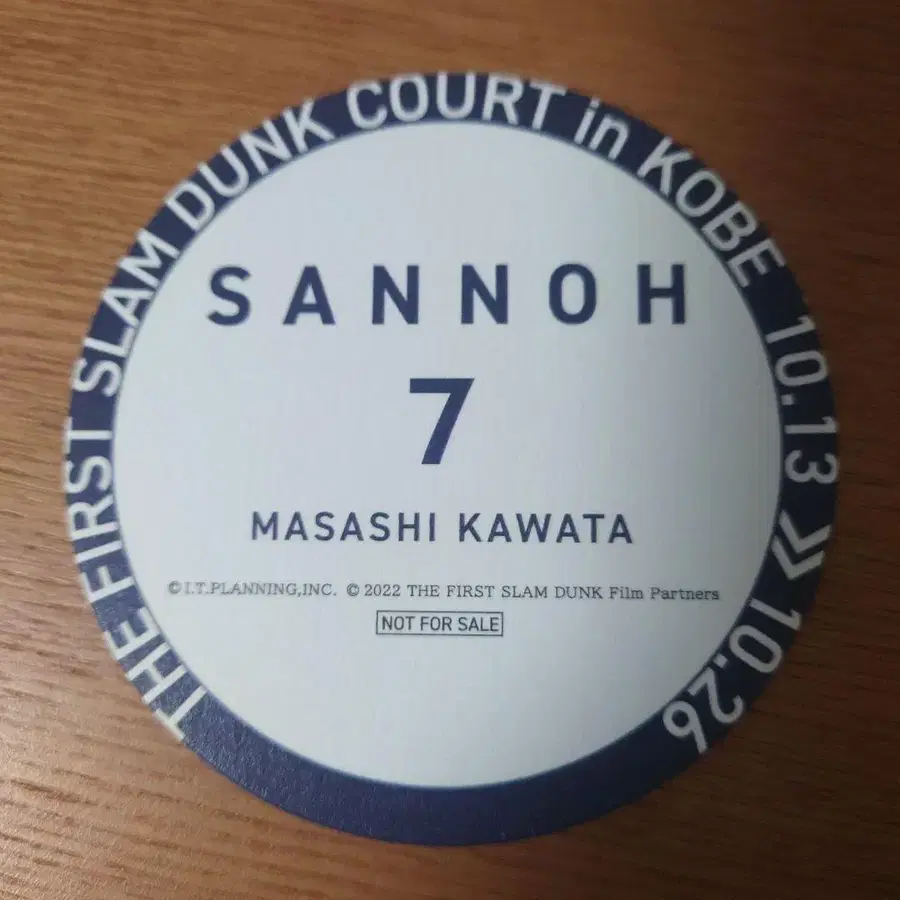 THE FIRST SLAM DUNK COURT in KOBE 10.13 >> 10.26
SANNOH
7
MASASHI KAWATA
©I.T.PLANNING,INC. © 2022 THE FIRST SLAM DUNK Film Partners
NOT FOR SALE